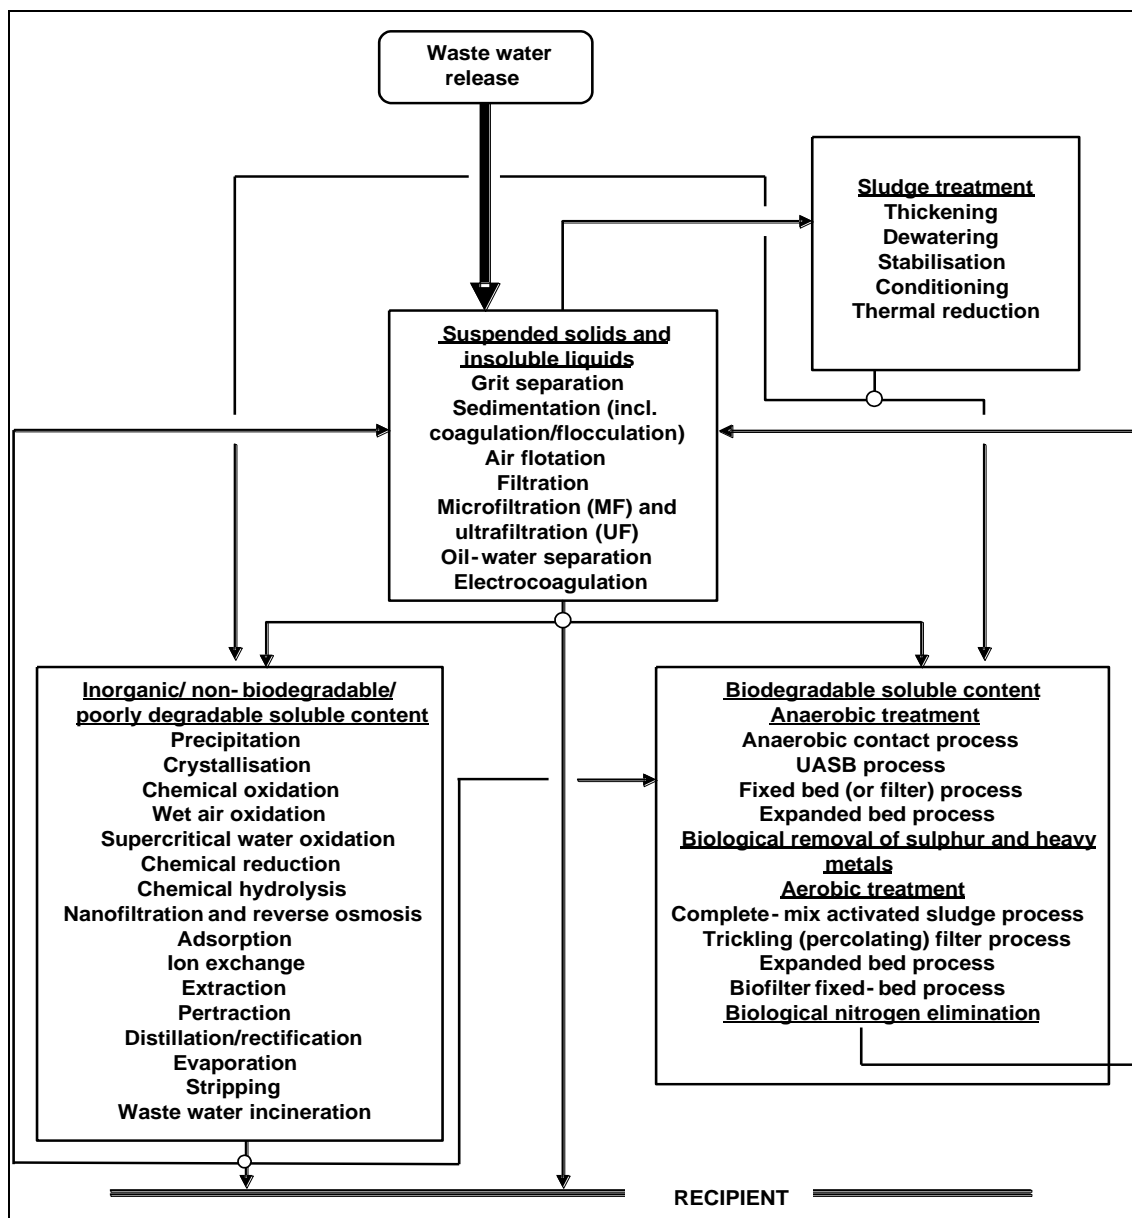 Waste water
release
Sludge treatment
Thickening
Dewatering
Stabilisation
Conditioning
Thermal reduction
Suspended solids and
insoluble liquids
Grit separation
Sedimentation (incl.
coagulation/flocculation)
Air flotation
Filtration
Microfiltration (MF) and
ultrafiltration (UF)
Oil-water separation
Electrocoagulation
Inorganic/ non-biodegradable/
poorly degradable soluble content
Precipitation
Crystallisation
Chemical oxidation
Wet air oxidation
Supercritical water oxidation
Chemical reduction
Chemical hydrolysis
Nanofiltration and reverse osmosis
Adsorption
Ion exchange
Extraction
Pertraction
Distillation/rectification
Evaporation
Stripping
Waste water incineration
Biodegradable soluble content
Anaerobic treatment
Anaerobic contact process
UASB process
Fixed bed (or filter) process
Expanded bed process
Biological removal of sulphur and heavy
metals
Aerobic treatment
Complete-mix activated sludge process
Trickling (percolating) filter process
Expanded bed process
Biofilter fixed-bed process
Biological nitrogen elimination
RECIPIENT